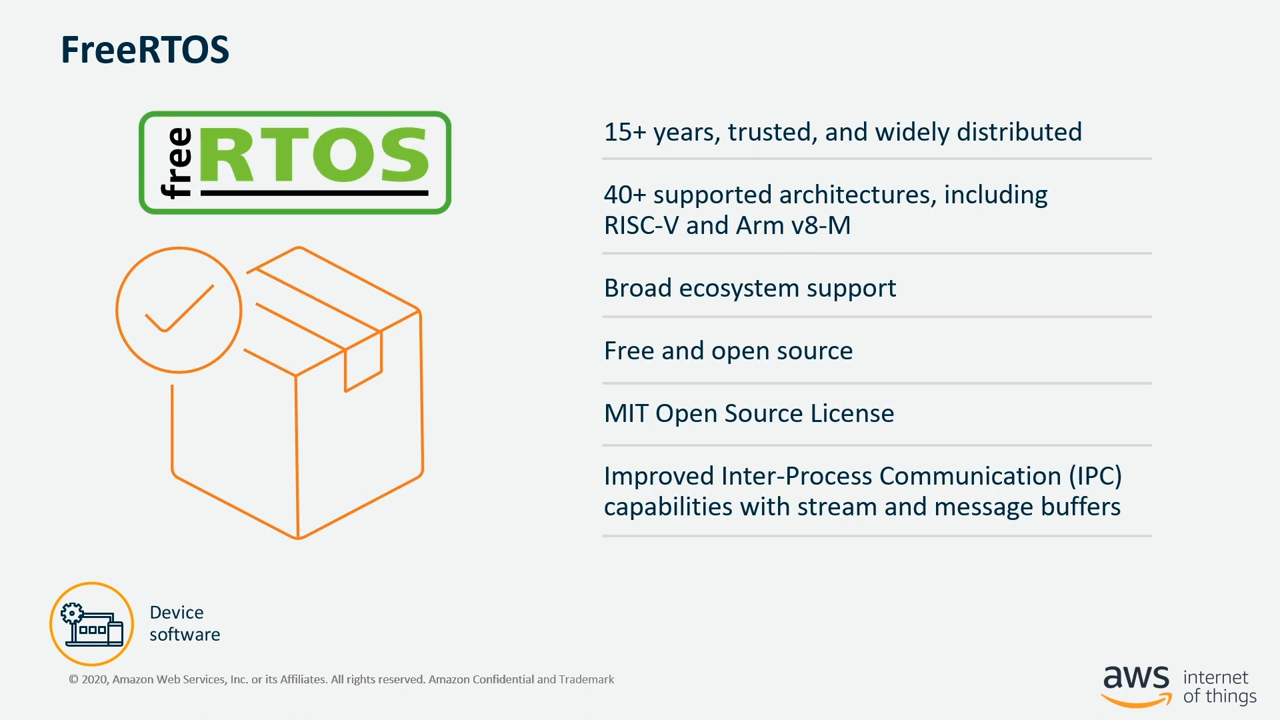 FreeRTOS
free RTOS
15+ years, trusted, and widely distributed
40+ supported architectures, including
RISC-V and Arm v8-M
Broad ecosystem support
Free and open source
MIT Open Source License
Improved Inter-Process Communication (IPC)
capabilities with stream and message buffers
Device
software
© 2020, Amazon Web Services, Inc. or its Affiliates. All rights reserved. Amazon Confidential and Trademark
aws
internet
of things